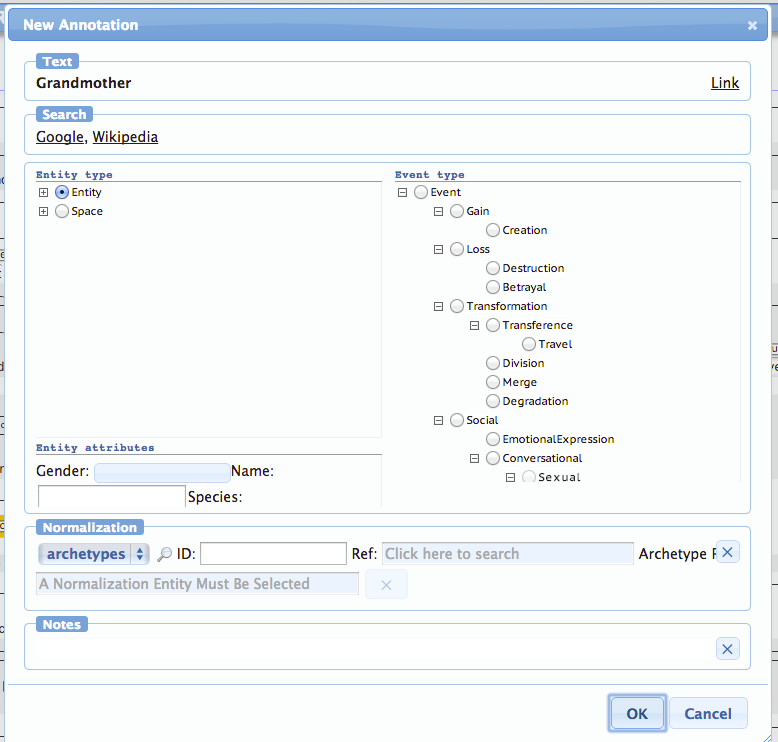 New Annotation
Text
Grandmother Link
Search
Google, Wikipedia
Entity type
Entity
Space
Event type
Event
Gain
Creation
Loss
Destruction
Betrayal
Transformation
Transference
Travel
Division
Merge
Degradation
Social
EmotionalExpression
Conversational
Sexual
Entity attributes
Gender: Name:
Species:
Normalization
archetypes ID: Ref: Click here to search Archetype
A Normalization Entity Must Be Selected
Notes
OK Cancel